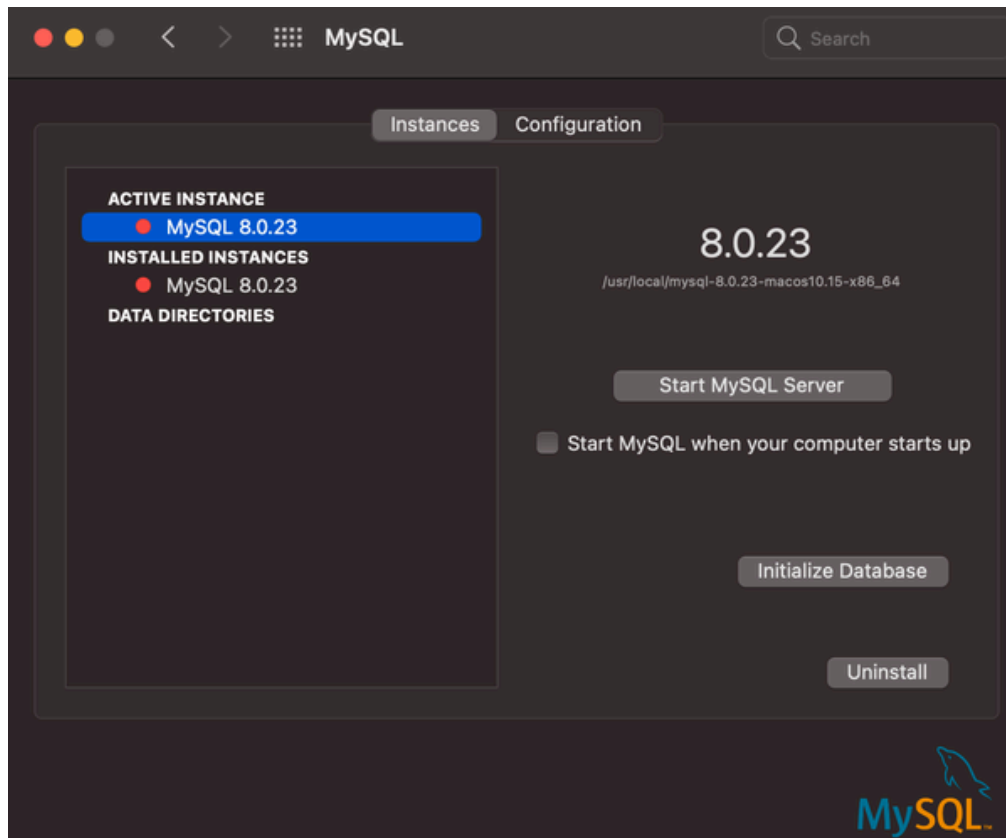 MySQL
Search
Instances
Configuration
ACTIVE INSTANCE
MySQL 8.0.23
INSTALLED INSTANCES
MySQL 8.0.23
DATA DIRECTORIES
8.0.23
/usr/local/mysql-8.0.23-macos10.15-x86_64
Start MySQL Server
Start MySQL when your computer starts up
Initialize Database
Uninstall
MySQL™